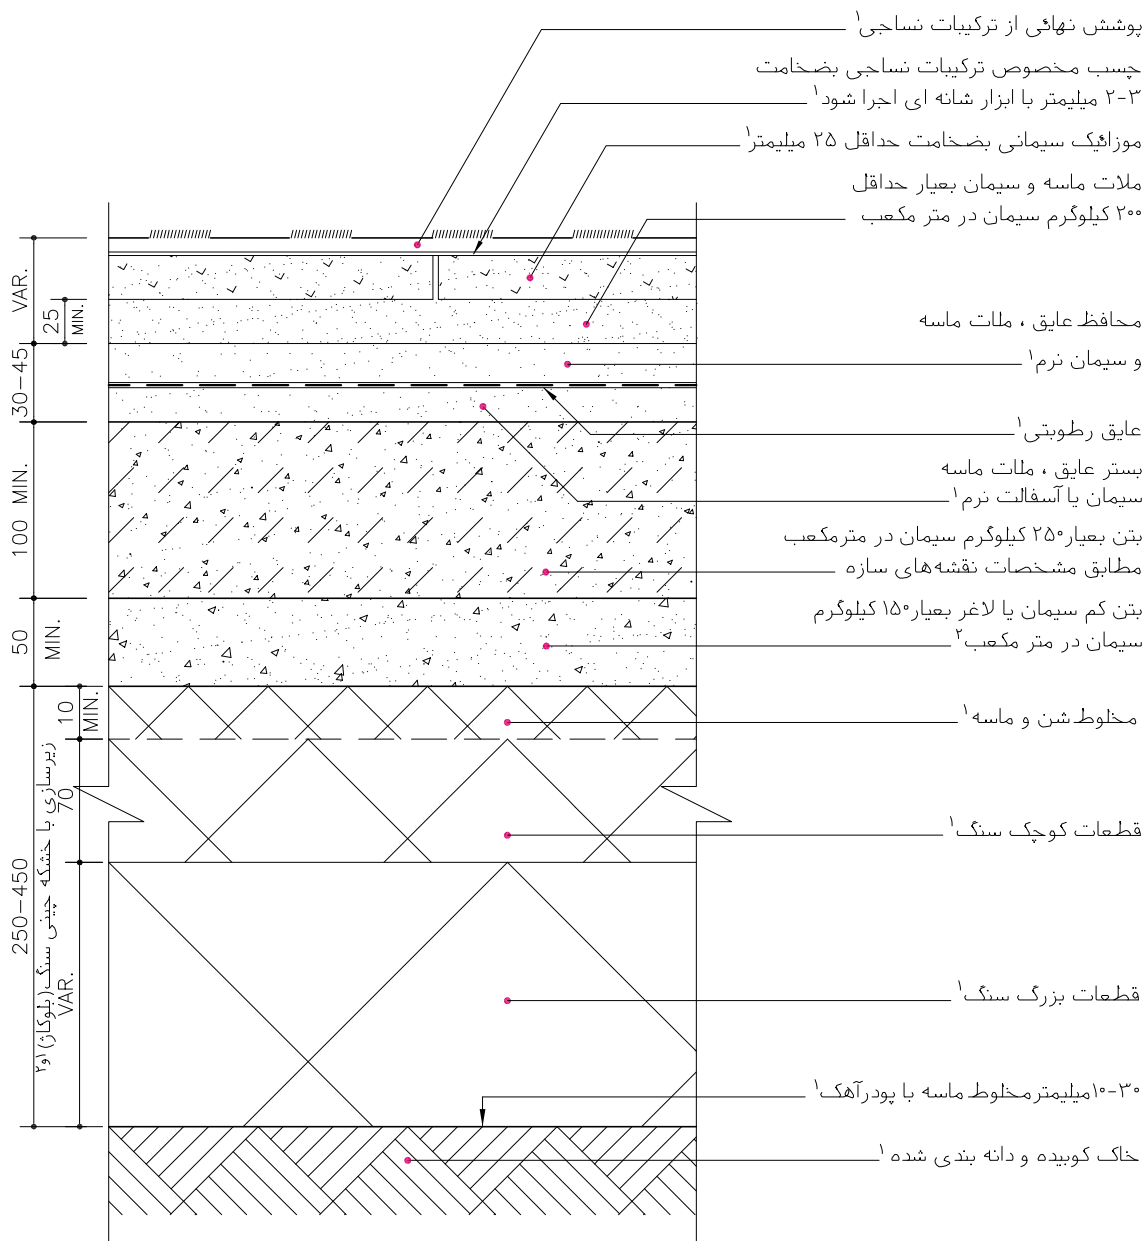 پوشش نهائی از ترکیبات نساجی۱
چسب مخصوص ترکیبات نساجی بضخامت
۲-۳ میلیمتر با ابزار شانه ای اجرا شود۱
موزائیک سیمانی بضخامت حداقل ۲۵ میلیمتر۱
ملات ماسه و سیمان بعیار حداقل
۲۰۰ کیلوگرم سیمان در متر مکعب
محافظ عایق ، ملات ماسه
و سیمان نرم۱
عایق رطوبتی۱
بستر عایق ، ملات ماسه
سیمان یا آسفالت نرم۱
بتن بعیار۲۵۰ کیلوگرم سیمان در مترمکعب
مطابق مشخصات نقشه‌های سازه
بتن کم سیمان یا لاغر بعیار۱۵۰ کیلوگرم
سیمان در متر مکعب۲
مخلوط شن و ماسه۱
قطعات کوچک سنگ۱
قطعات بزرگ سنگ۱
۱۰-۳۰میلیمترمخلوط ماسه با پودرآهک۱
خاک کوبیده و دانه بندی شده۱
VAR.
25
MIN.
30-45
100 MIN.
50
MIN.
10
MIN.
70
VAR.
250-450
زیرسازی با خشکه چینی سنگ(بلوکاژ)۱و۲